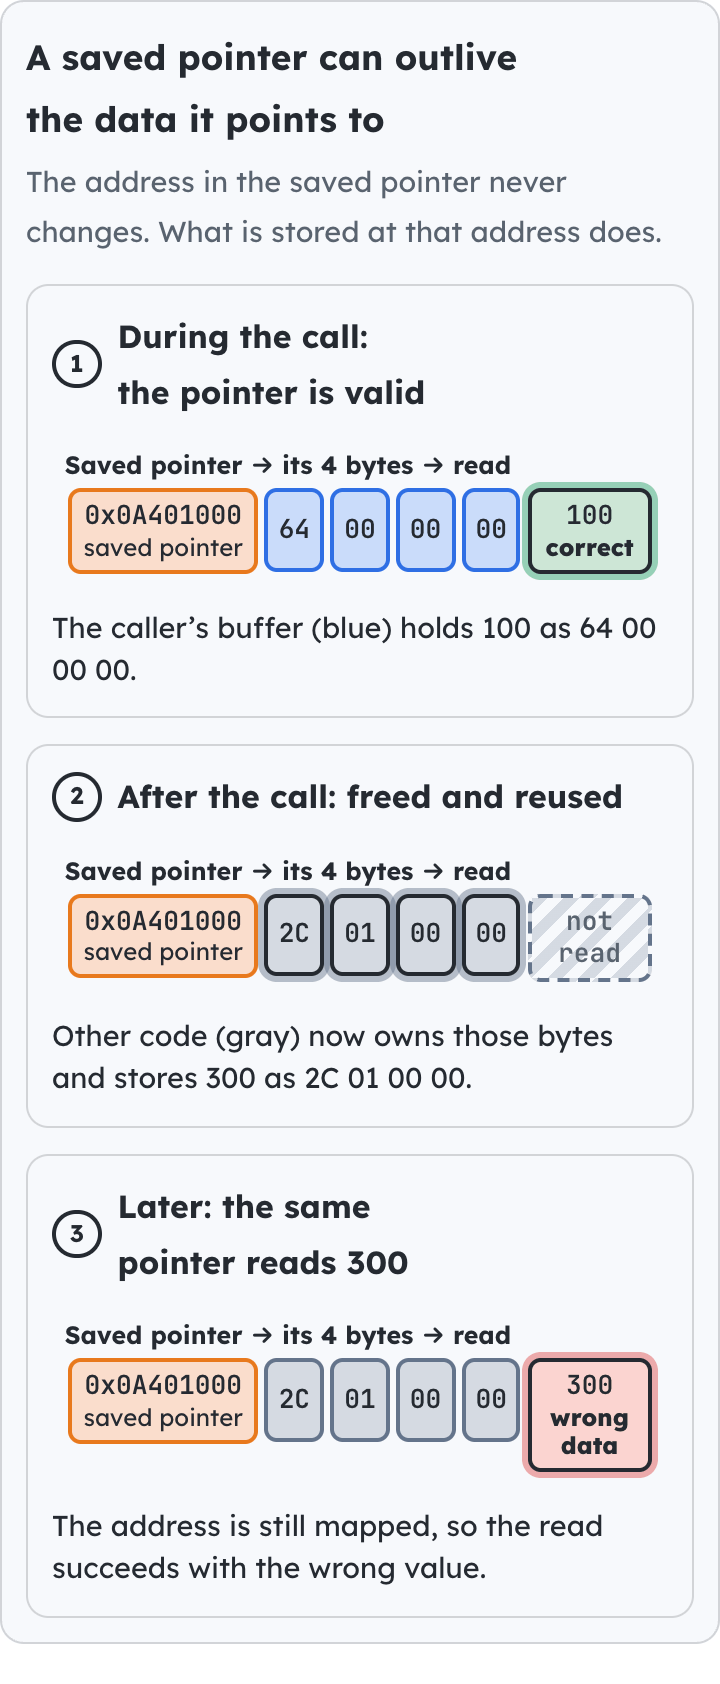 A saved pointer can outlive
the data it points to
The address in the saved pointer never
changes. What is stored at that address does.
1
During the call:
the pointer is valid
Saved pointer → its 4 bytes → read
0x0A401000
saved pointer
64 00 00 00
100
correct
The caller’s buffer (blue) holds 100 as 64 00
00 00.
2
After the call: freed and reused
Saved pointer → its 4 bytes → read
0x0A401000
saved pointer
2C 01 00 00
not
read
Other code (gray) now owns those bytes
and stores 300 as 2C 01 00 00.
3
Later: the same
pointer reads 300
Saved pointer → its 4 bytes → read
0x0A401000
saved pointer
2C 01 00 00
300
wrong
data
The address is still mapped, so the read
succeeds with the wrong value.